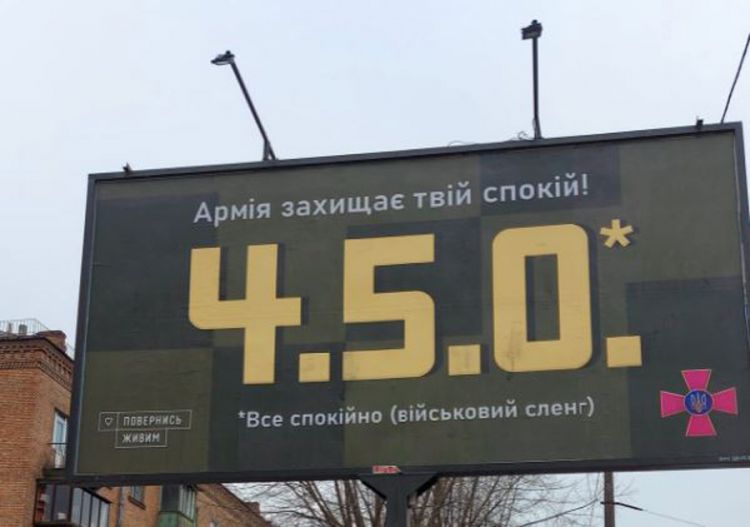 Армія захищає твій спокій!
4.5.0.*
*Все спокійно (військовий сленг)
ПОВЕРНИСЬ
ЖИВИМ